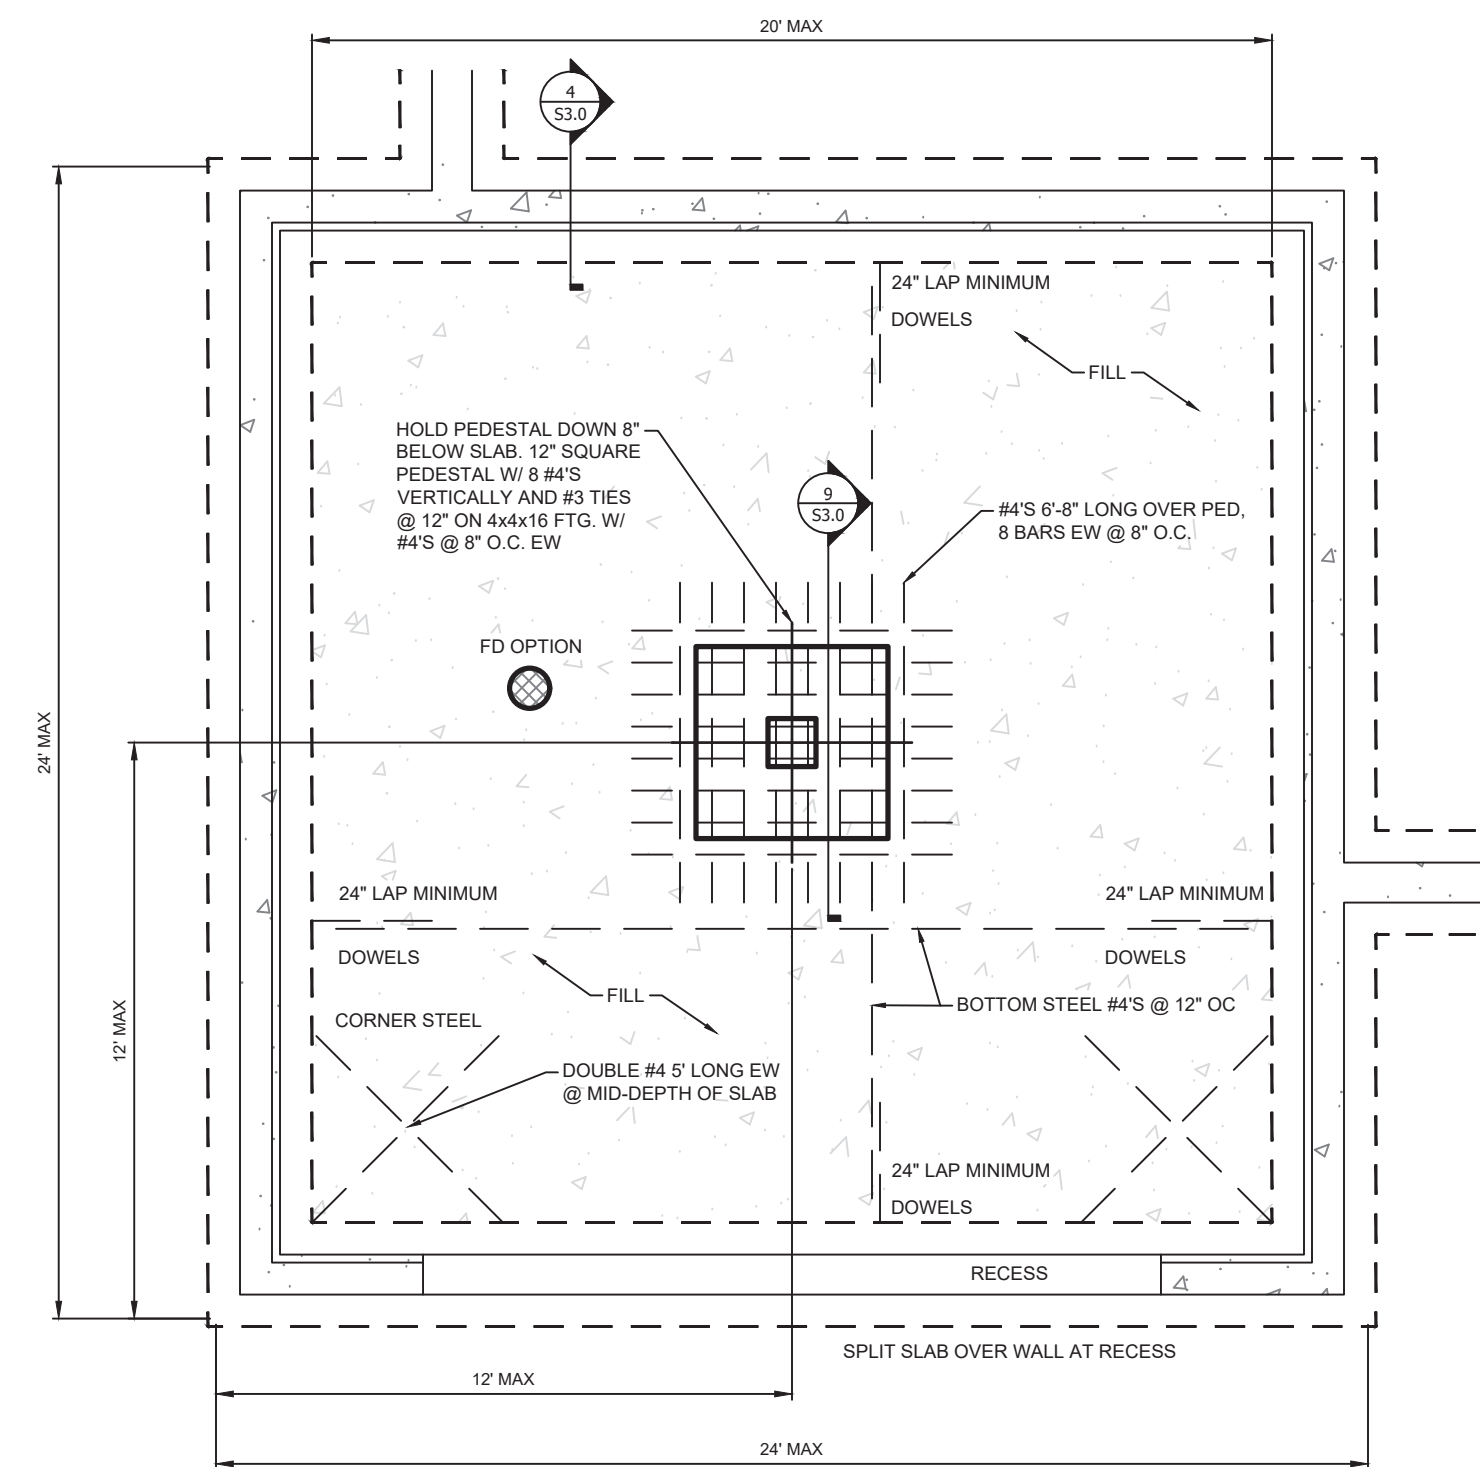 20' MAX
4
S3.0
24" LAP MINIMUM
DOWELS
FILL
HOLD PEDESTAL DOWN 8"
BELOW SLAB. 12" SQUARE
PEDESTAL W/ 8 #4'S
VERTICALLY AND #3 TIES
@ 12" ON 4x4x16 FTG. W/
#4'S @ 8" O.C. EW
9
S3.0
#4'S 6'-8" LONG OVER PED,
8 BARS EW @ 8" O.C.
FD OPTION
24' MAX
24" LAP MINIMUM
DOWELS
24" LAP MINIMUM
DOWELS
FILL
BOTTOM STEEL #4'S @ 12" OC
12' MAX
CORNER STEEL
DOUBLE #4 5' LONG EW
@ MID-DEPTH OF SLAB
24" LAP MINIMUM
DOWELS
RECESS
SPLIT SLAB OVER WALL AT RECESS
12' MAX
24' MAX